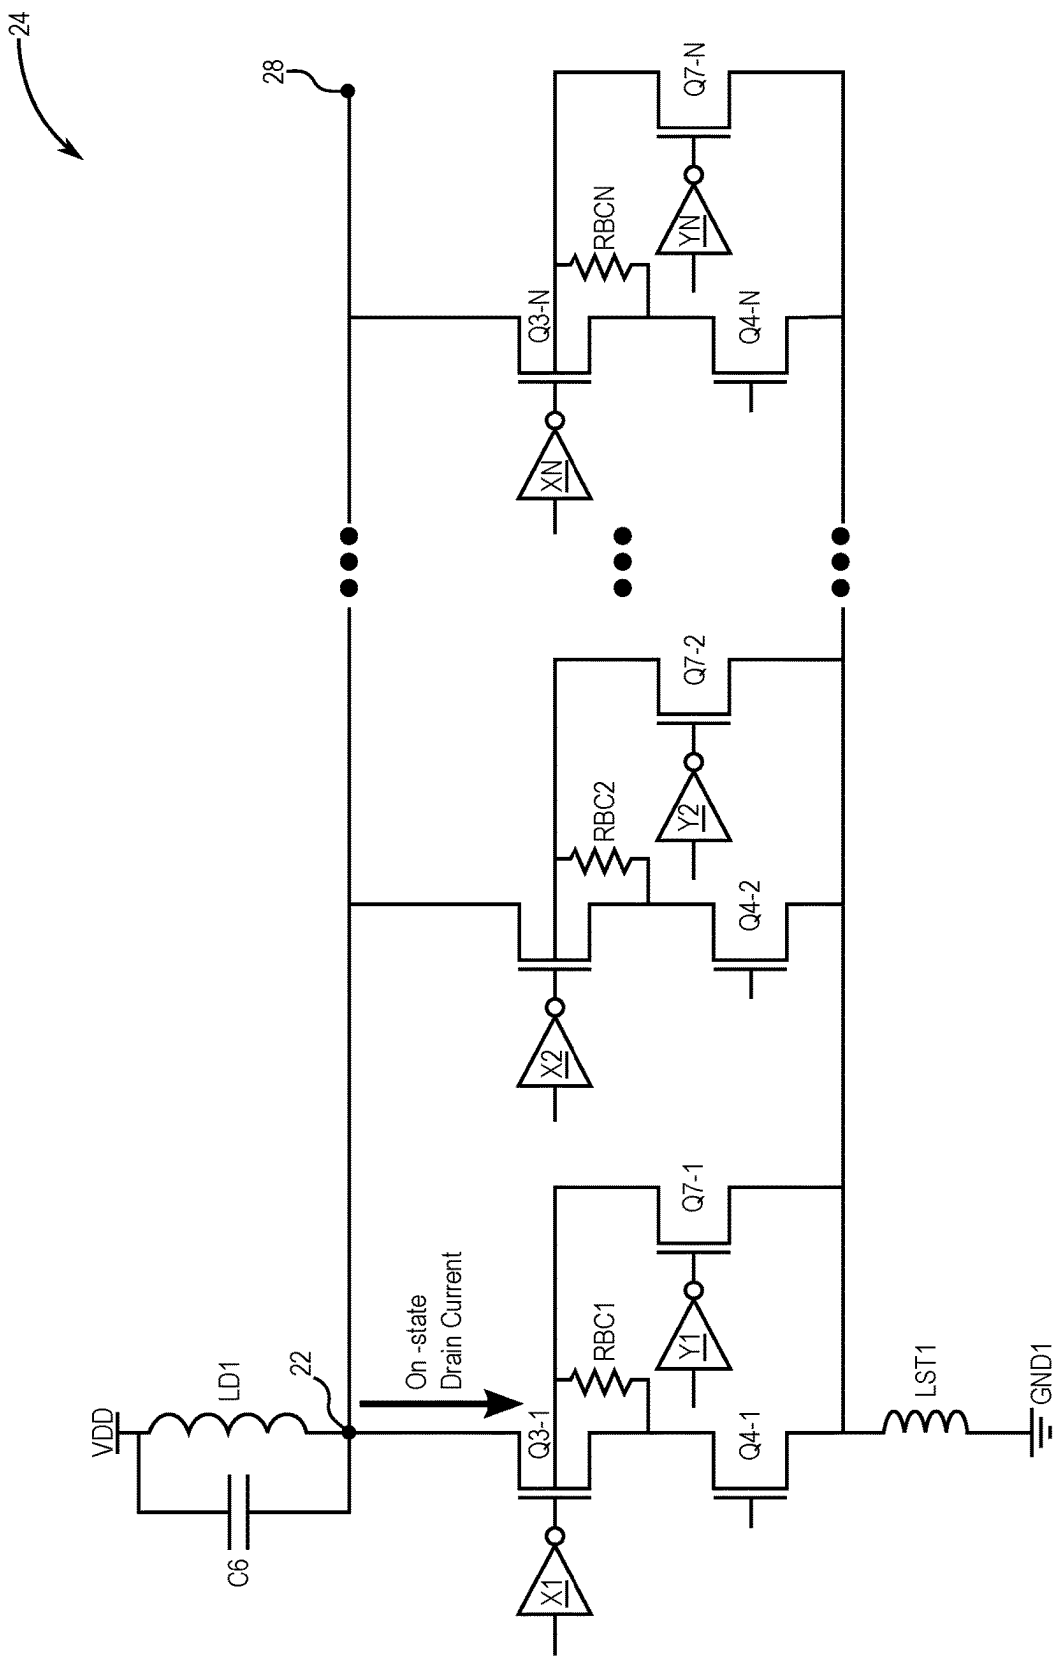 24
28
Q7-N
YN
RBCN
Q3-N
Q4-N
XN
Q7-2
Y2
RBC2
Q4-2
X2
Q7-1
Y1
RBC1
On -state
Drain Current
Q3-1
Q4-1
X1
22
LD1
VDD
C6
LST1
GND1